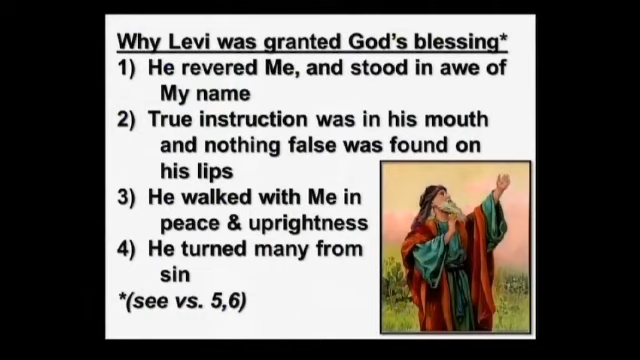 Why Levi was granted God's blessing*
1) He revered Me, and stood in awe of
My name
2) True instruction was in his mouth
and nothing false was found on
his lips
3) He walked with Me in
peace & uprightness
4) He turned many from
sin
*(see vs. 5,6)